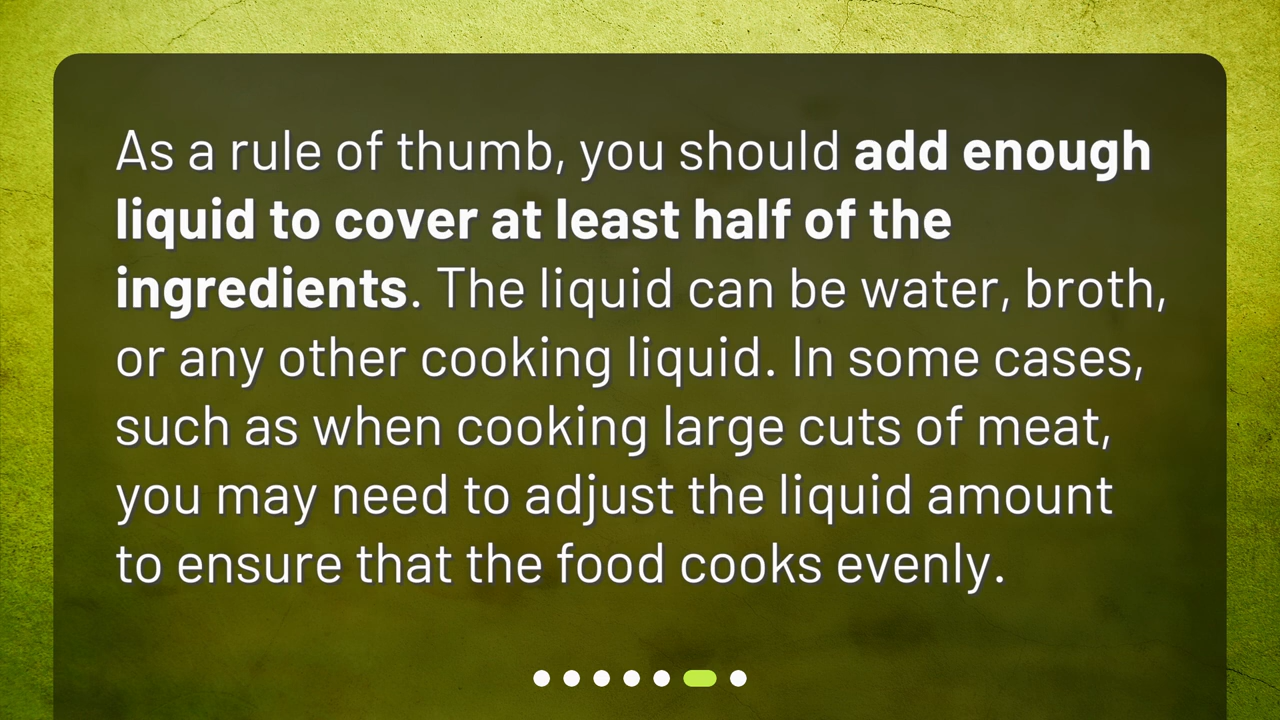 As a rule of thumb, you should add enough
liquid to cover at least half of the
ingredients. The liquid can be water, broth,
or any other cooking liquid. In some cases,
such as when cooking large cuts of meat,
you may need to adjust the liquid amount
to ensure that the food cooks evenly.